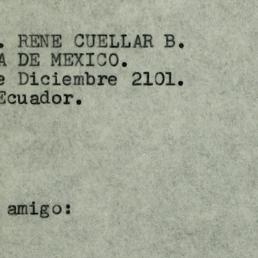 . RENE CUELLAR B.
A DE MEXICO.
e Diciembre 2101.
Ecuador.
amigo: